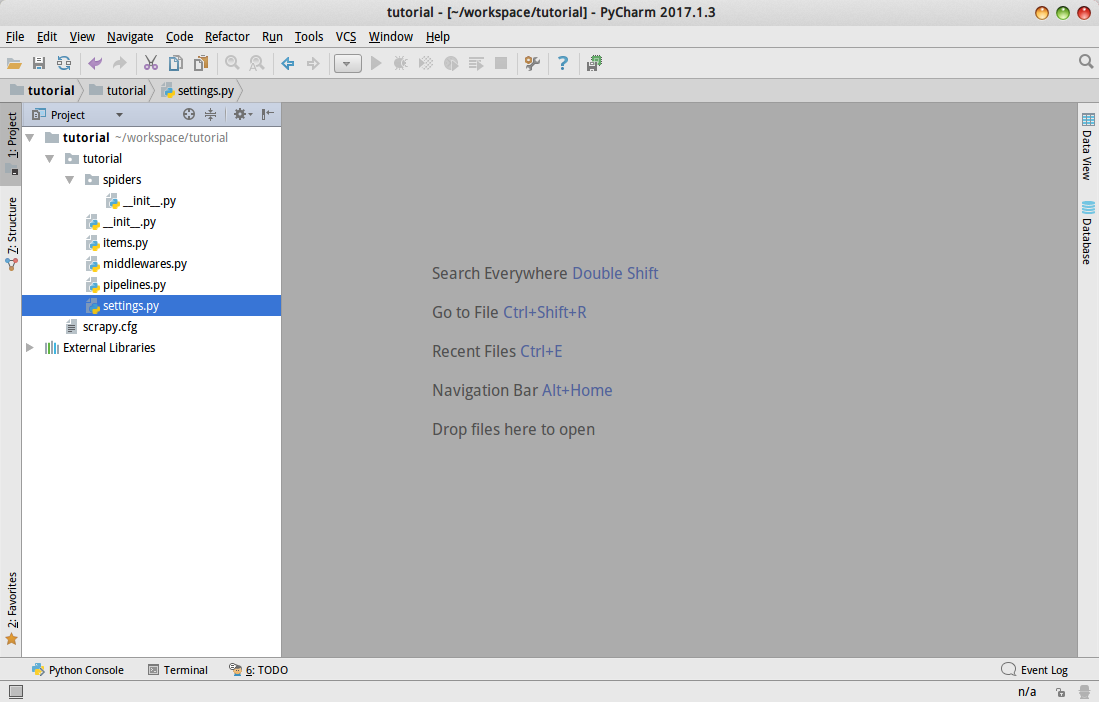 tutorial - [~/workspace/tutorial] - PyCharm 2017.1.3
File Edit View Navigate Code Refactor Run Tools VCS Window Help
tutorial tutorial settings.py
1: Project
7: Structure
2: Favorites
Project
tutorial ~/workspace/tutorial
tutorial
spiders
__init__.py
__init__.py
items.py
middlewares.py
pipelines.py
settings.py
scrapy.cfg
External Libraries
Search Everywhere Double Shift
Go to File Ctrl+Shift+R
Recent Files Ctrl+E
Navigation Bar Alt+Home
Drop files here to open
Data View
Database
Python Console Terminal 6: TODO Event Log
n/a